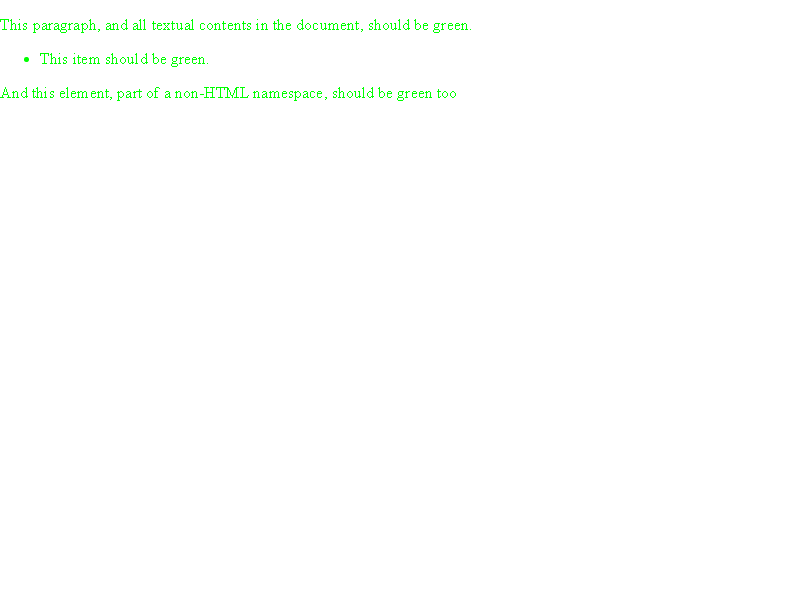 This paragraph, and all textual contents in the document, should be green.
This item should be green.
And this element, part of a non-HTML namespace, should be green too